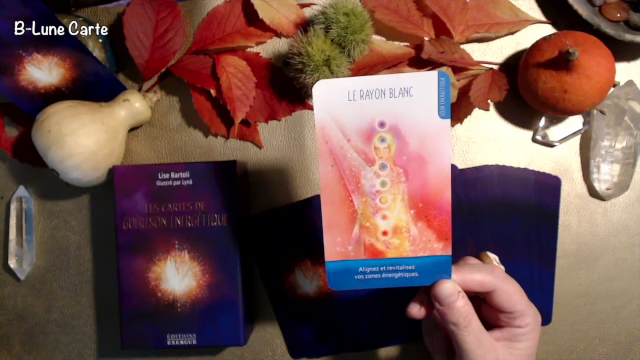 B-Lune Carte
LE RAYON BLANC
Alignez et revitalisez
vos zones énergétiques.
Lise Bartoli
Illustré par Lynã
LES CARTES DE
GUÉRISON ÉNERGÉTIQUE
ÉDITIONS
EXERGUE